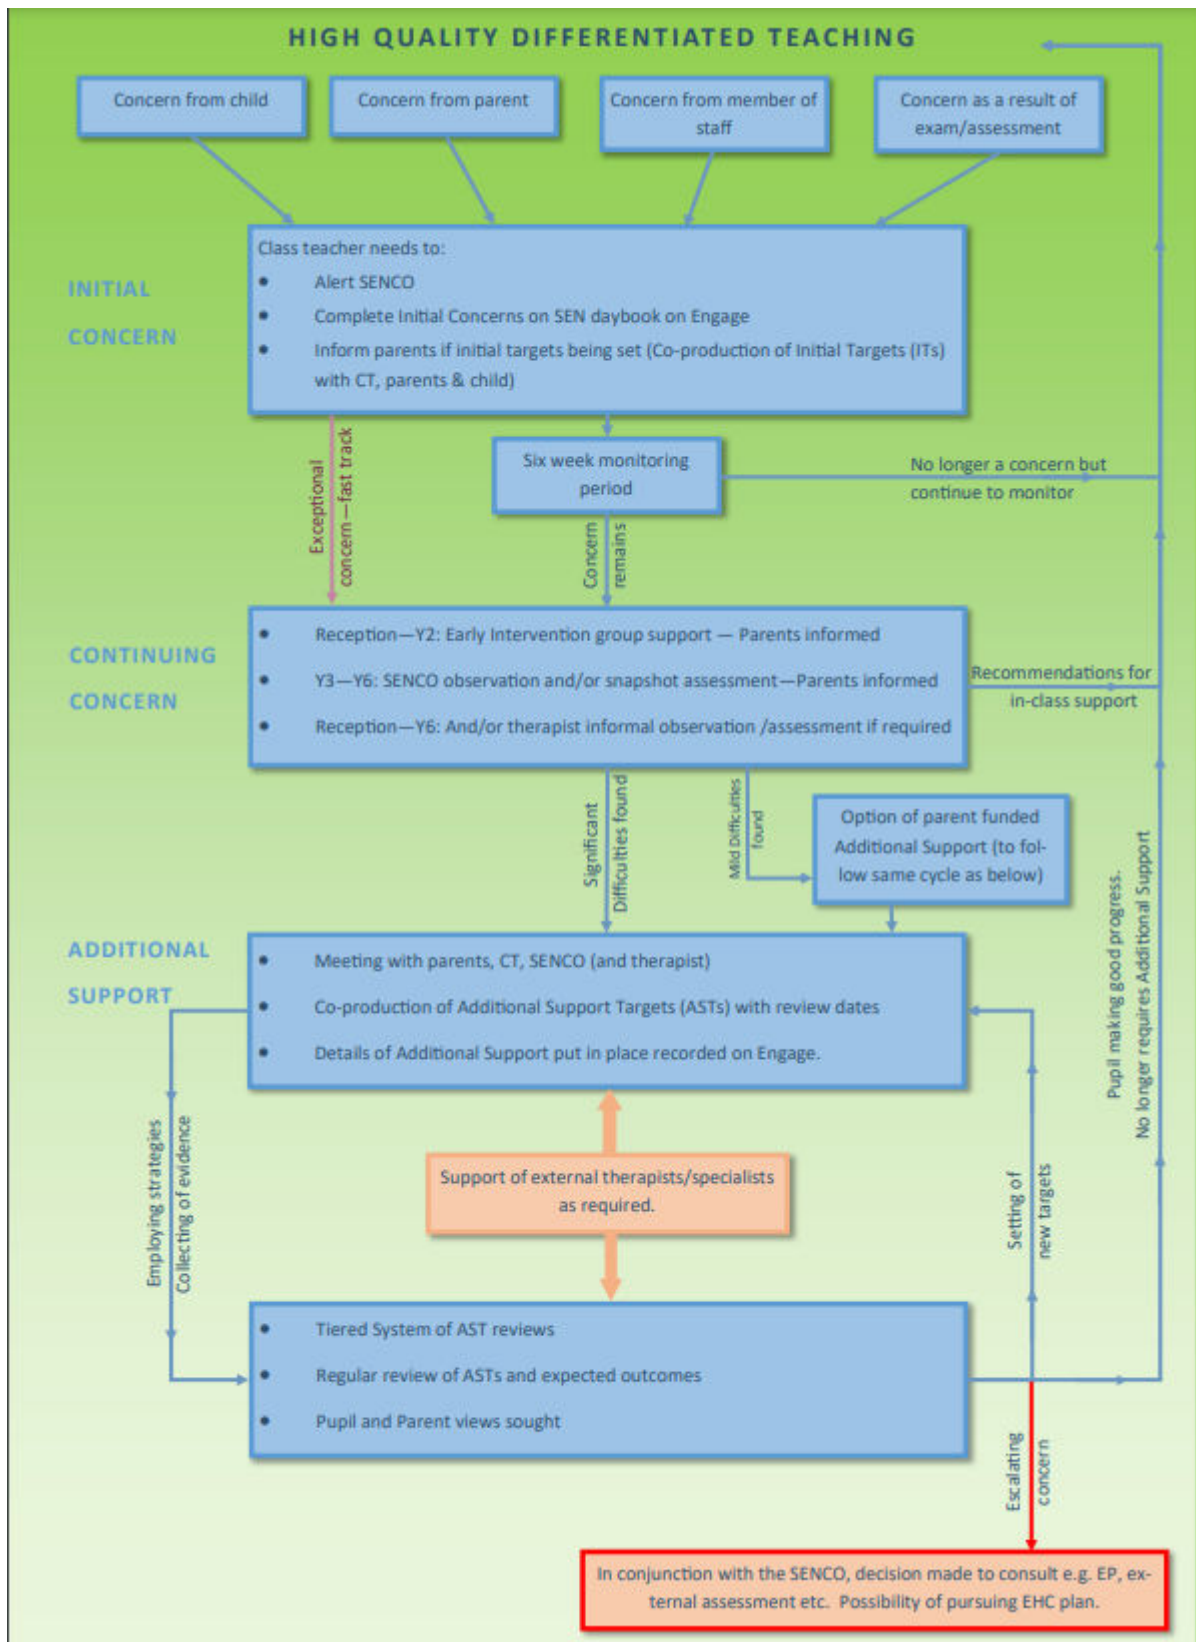 HIGH QUALITY DIFFERENTIATED TEACHING
Concern from child
Concern from parent
Concern from member of
staff
Concern as a result of
exam/assessment
INITIAL
CONCERN
Class teacher needs to:
• Alert SENCO
• Complete Initial Concerns on SEN daybook on Engage
• Inform parents if initial targets being set (Co-production of Initial Targets (ITs)
with CT, parents & child)
Exceptional
concern—fast track
Six week monitoring
period
No longer a concern but
continue to monitor
Concern
remains
CONTINUING
CONCERN
• Reception—Y2: Early Intervention group support — Parents informed
• Y3—Y6: SENCO observation and/or snapshot assessment—Parents informed
• Reception—Y6: And/or therapist informal observation /assessment if required
Recommendations for
in-class support
Significant
Difficulties found
Mild Difficulties
found
Option of parent funded
Additional Support (to fol-
low same cycle as below)
Pupil making good progress.
No longer requires Additional Support
ADDITIONAL
SUPPORT
• Meeting with parents, CT, SENCO (and therapist)
• Co-production of Additional Support Targets (ASTs) with review dates
• Details of Additional Support put in place recorded on Engage.
Employing strategies
Collecting of evidence
Support of external therapists/specialists
as required.
Setting of
new targets
• Tiered System of AST reviews
• Regular review of ASTs and expected outcomes
• Pupil and Parent views sought
Escalating
concern
In conjunction with the SENCO, decision made to consult e.g. EP, ex-
ternal assessment etc. Possibility of pursuing EHC plan.